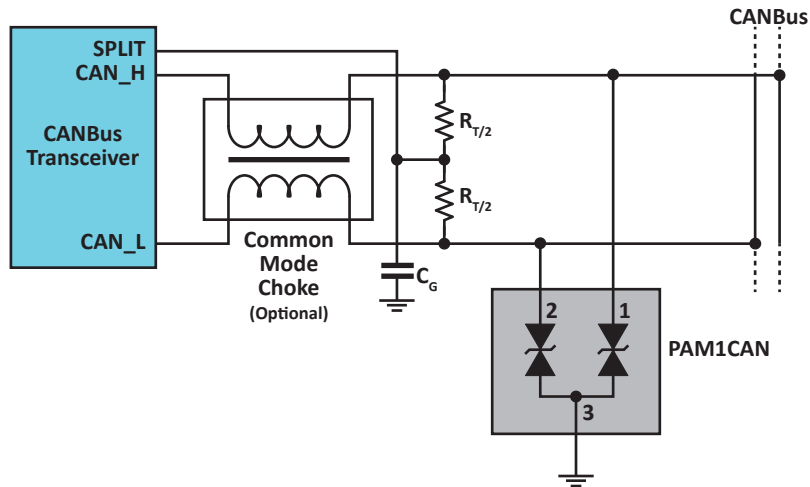 CANBus
SPLIT
CAN_H
CANBus
Transceiver
CAN_L
RT/2
RT/2
Common
Mode
Choke
(Optional)
CG
2
1
3
PAM1CAN